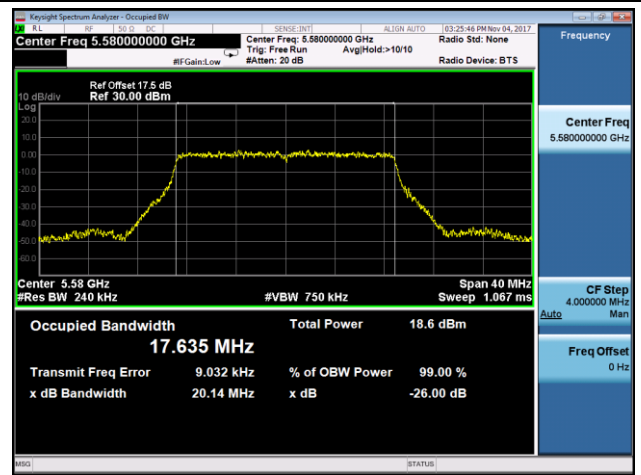 Keysight Spectrum Analyzer - Occupied BW
RL RF 50 Ω DC SENSE:INT ALIGN AUTO 03:25:46 PM Nov 04, 2017
Center Freq 5.580000000 GHz
Center Freq: 5.580000000 GHz
Radio Std: None
Trig: Free Run Avg|Hold:>10/10
#IFGain:Low
#Atten: 20 dB
Radio Device: BTS
Frequency
Ref Offset 17.5 dB
10 dB/div Ref 30.00 dBm
Log
20.0
10.0
0.00
-10.0
-20.0
-30.0
-40.0
-50.0
-60.0
Center 5.58 GHz
Span 40 MHz
#Res BW 240 kHz
#VBW 750 kHz
Sweep 1.067 ms
Occupied Bandwidth
17.635 MHz
Total Power 18.6 dBm
Transmit Freq Error 9.032 kHz
% of OBW Power 99.00 %
x dB Bandwidth 20.14 MHz
x dB -26.00 dB
Center Freq
5.580000000 GHz
CF Step
4.000000 MHz
Auto Man
Freq Offset
0 Hz
MSG
STATUS